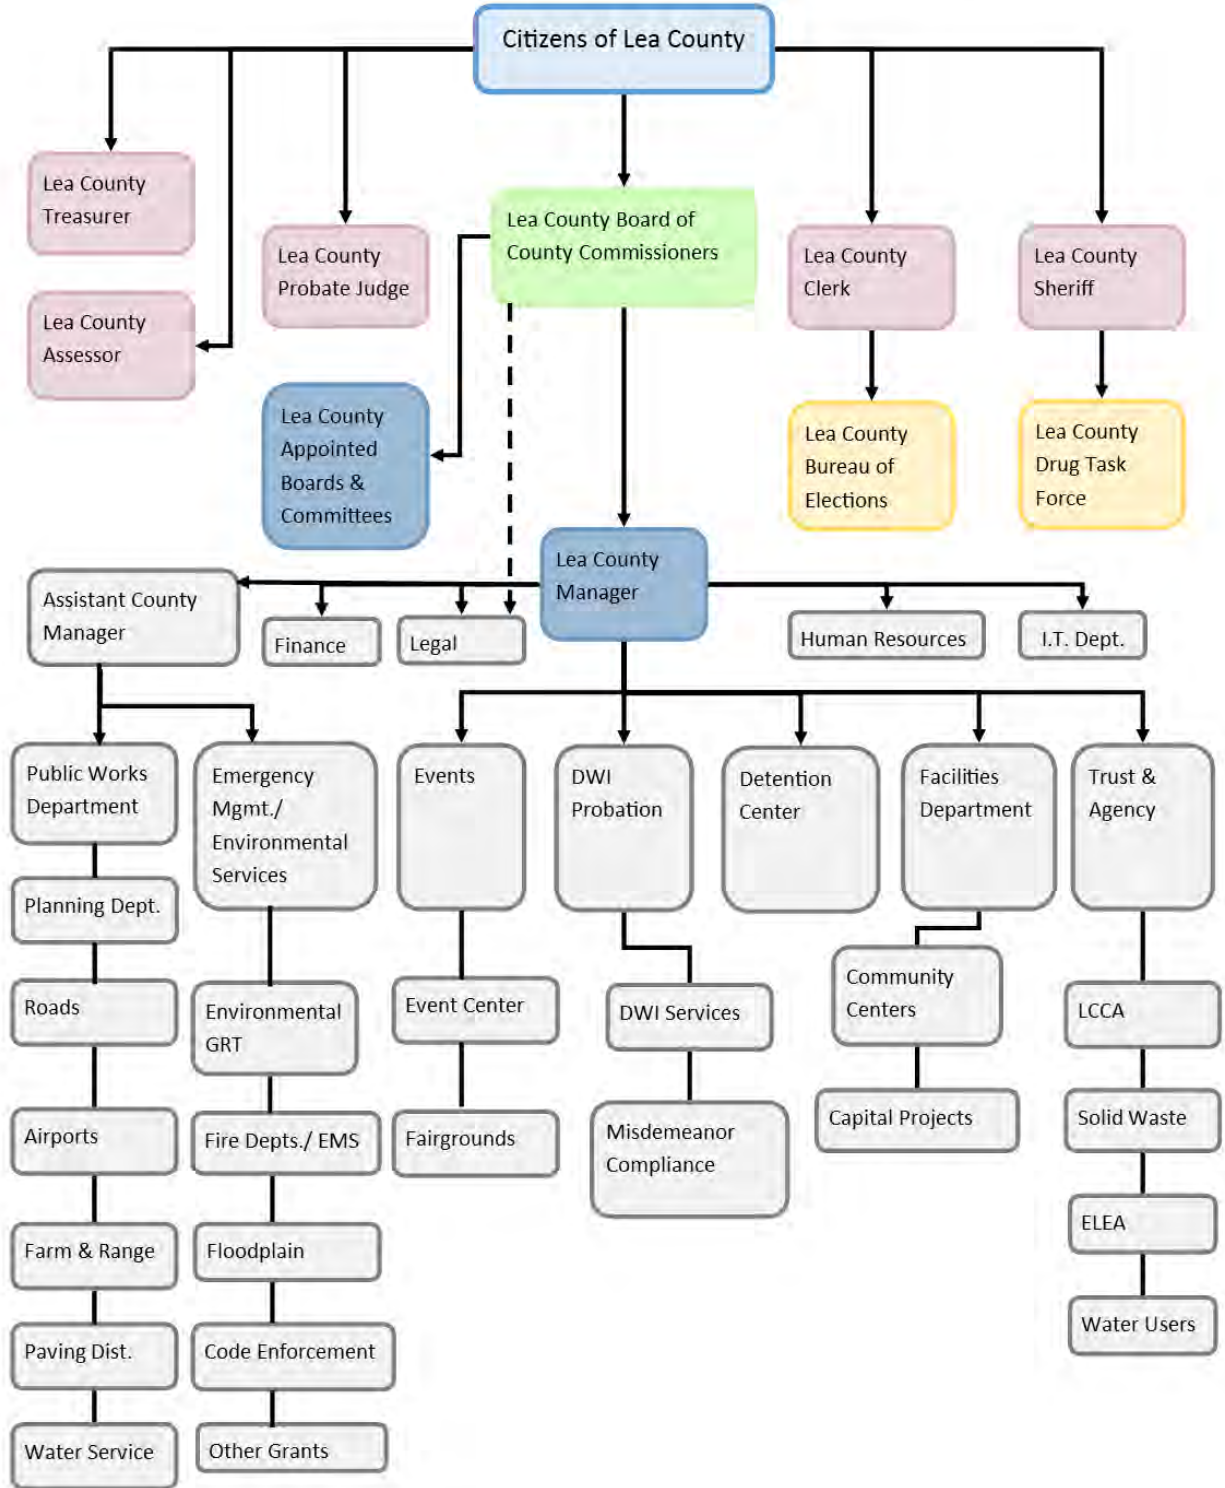 Citizens of Lea County
Lea County
Treasurer
Lea County
Assessor
Lea County
Probate Judge
Lea County Board of
County Commissioners
Lea County
Clerk
Lea County
Sheriff
Lea County
Appointed
Boards &
Committees
Lea County
Bureau of
Elections
Lea County
Drug Task
Force
Lea County
Manager
Assistant County
Manager
Finance
Legal
Human Resources
I.T. Dept.
Public Works
Department
Planning Dept.
Roads
Airports
Farm & Range
Paving Dist.
Water Service
Emergency
Mgmt./
Environmental
Services
Environmental
GRT
Fire Depts./ EMS
Floodplain
Code Enforcement
Other Grants
Events
Event Center
Fairgrounds
DWI
Probation
DWI Services
Misdemeanor
Compliance
Detention
Center
Facilities
Department
Community
Centers
Capital Projects
Trust &
Agency
LCCA
Solid Waste
ELEA
Water Users